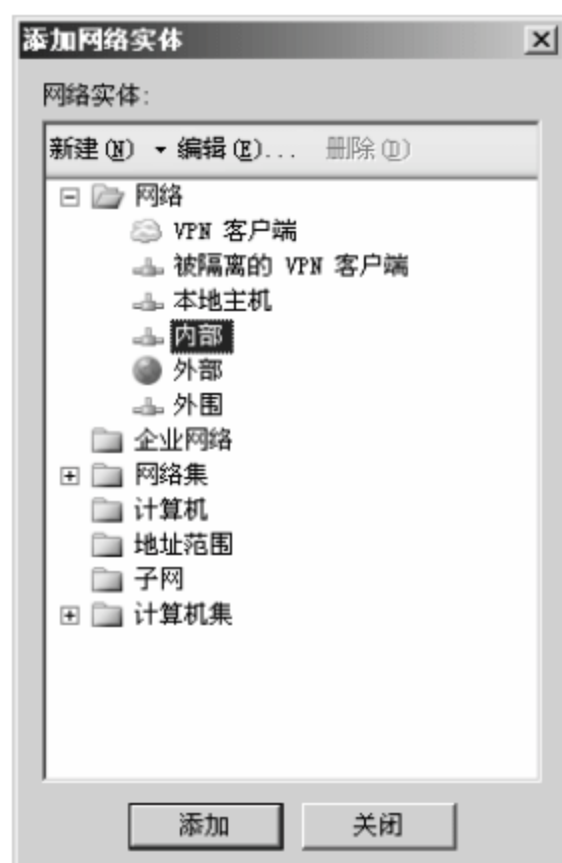 添加网络实体
网络实体:
新建(N) 编辑(E)... 删除(D)
网络
VPN 客户端
被隔离的 VPN 客户端
本地主机
内部
外部
外围
企业网络
网络集
计算机
地址范围
子网
计算机集
添加 关闭